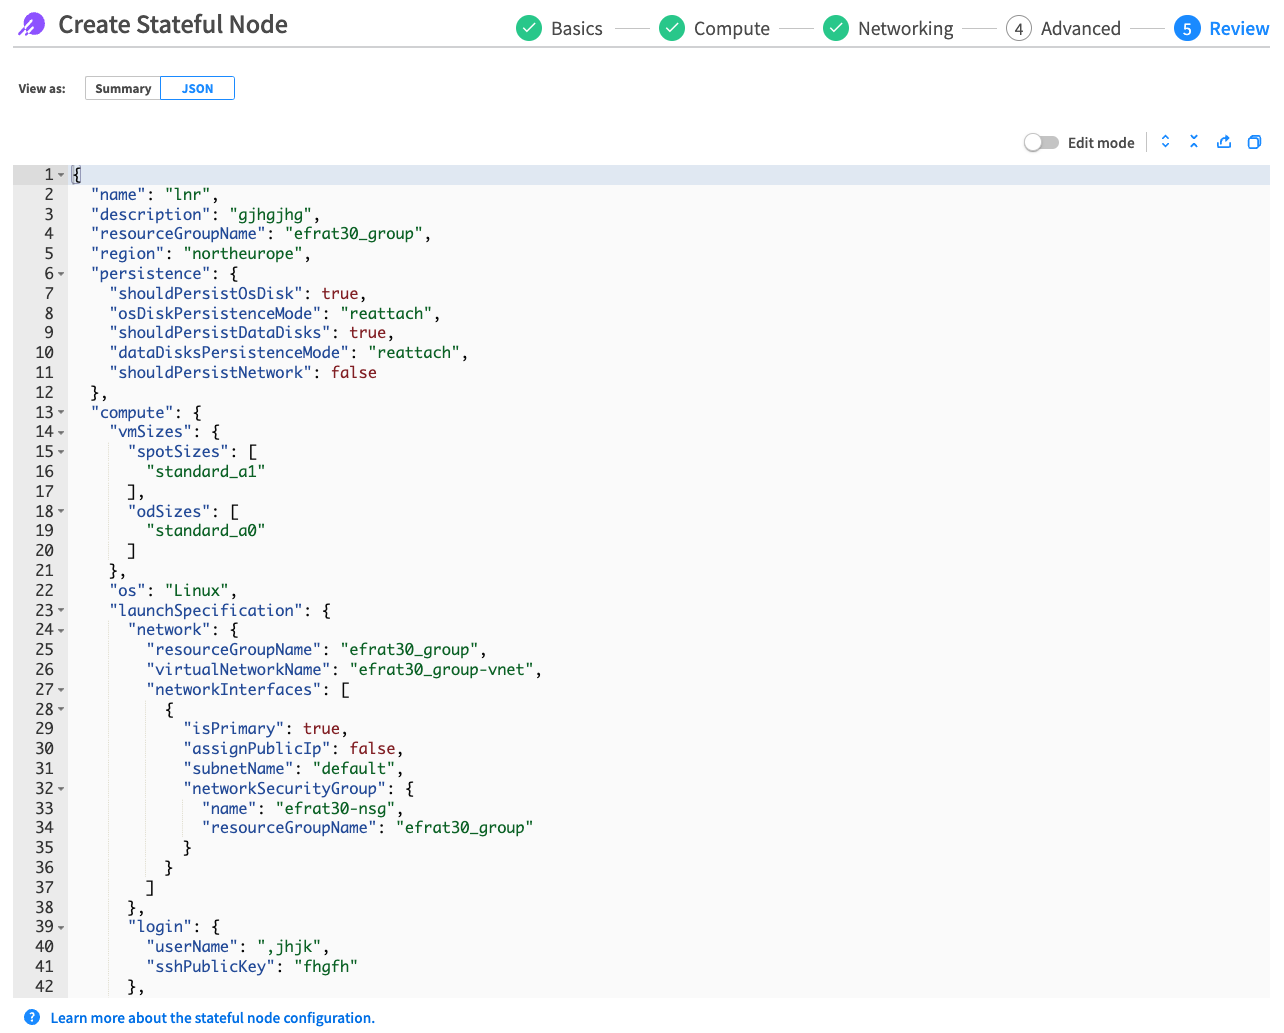 Create Stateful Node
Basics
Compute
Networking
4 Advanced
5 Review
View as: Summary JSON
Edit mode
1 {
2 "name": "lnr",
3 "description": "gjhgjhg",
4 "resourceGroupName": "efrat30_group",
5 "region": "northeurope",
6 "persistence": {
7 "shouldPersistOsDisk": true,
8 "osDiskPersistenceMode": "reattach",
9 "shouldPersistDataDisks": true,
10 "dataDisksPersistenceMode": "reattach",
11 "shouldPersistNetwork": false
12 },
13 "compute": {
14 "vmSizes": {
15 "spotSizes": [
16 "standard_a1"
17 ],
18 "odSizes": [
19 "standard_a0"
20 ]
21 },
22 "os": "Linux",
23 "launchSpecification": {
24 "network": {
25 "resourceGroupName": "efrat30_group",
26 "virtualNetworkName": "efrat30_group-vnet",
27 "networkInterfaces": [
28 {
29 "isPrimary": true,
30 "assignPublicIp": false,
31 "subnetName": "default",
32 "networkSecurityGroup": {
33 "name": "efrat30-nsg",
34 "resourceGroupName": "efrat30_group"
35 }
36 }
37 ]
38 },
39 "login": {
40 "userName": ",jhjk",
41 "sshPublicKey": "fhgfh"
42 },
? Learn more about the stateful node configuration.